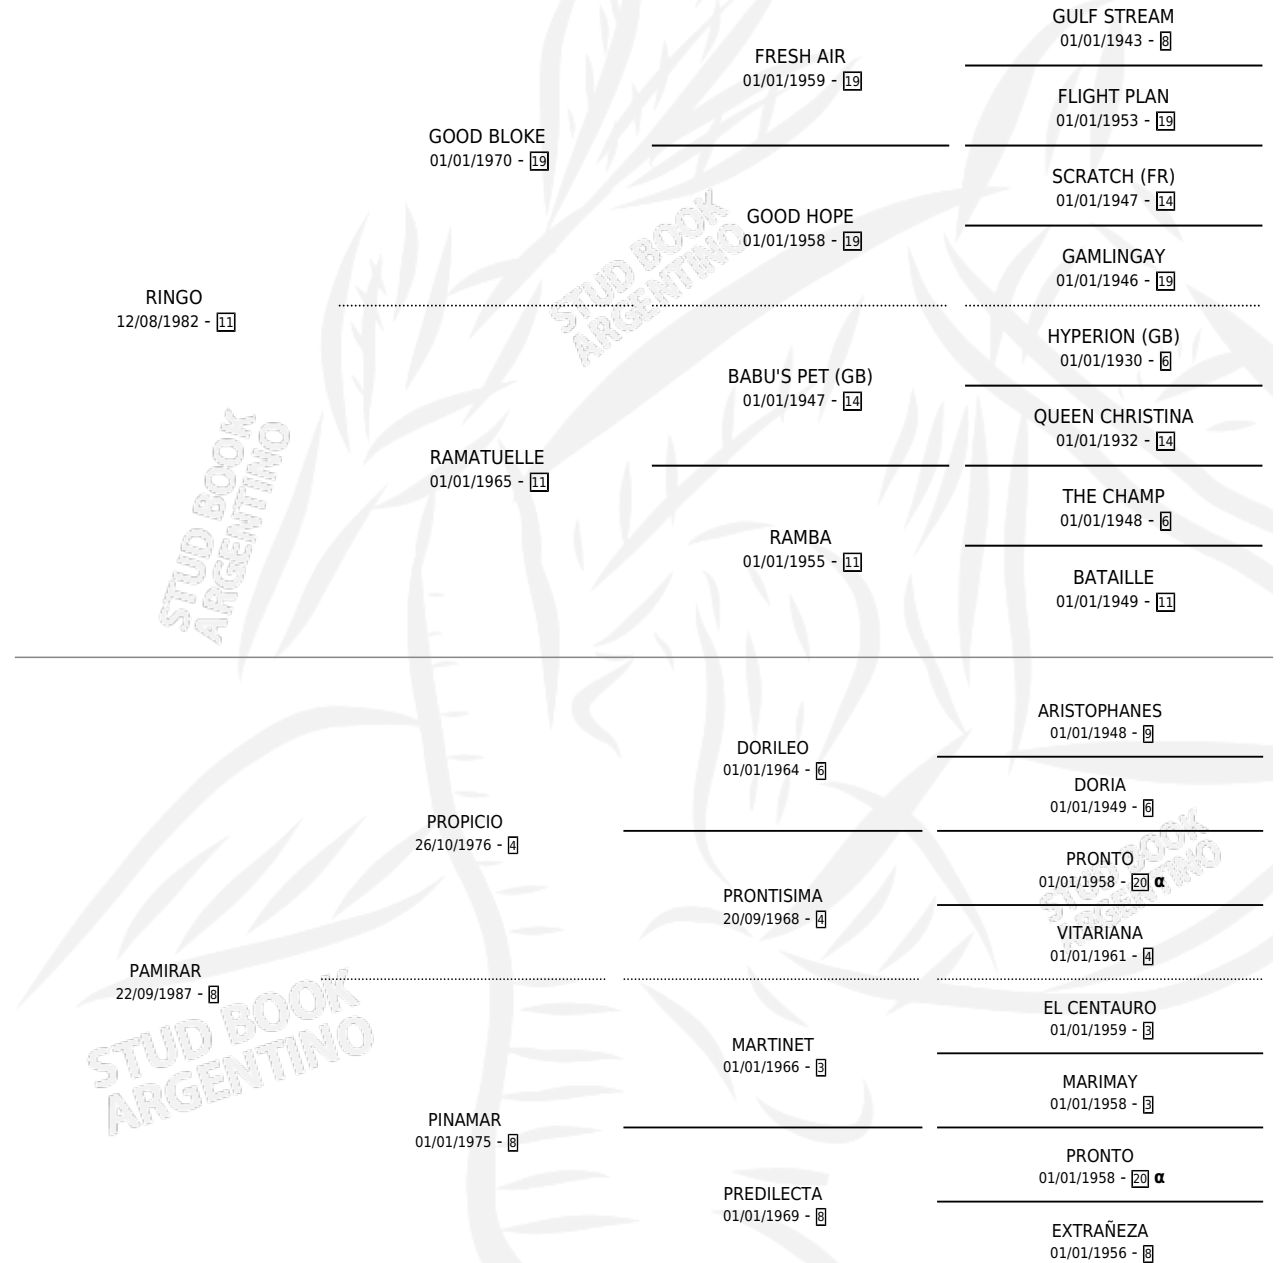 GULF STREAM
01/01/1943 - 8
FRESH AIR
01/01/1959 - 19
FLIGHT PLAN
01/01/1953 - 19
GOOD BLOKE
01/01/1970 - 19
SCRATCH (FR)
01/01/1947 - 14
GOOD HOPE
01/01/1958 - 19
GAMLINGAY
01/01/1946 - 19
RINGO
12/08/1982 - 11
HYPERION (GB)
01/01/1930 - 6
BABU'S PET (GB)
01/01/1947 - 14
QUEEN CHRISTINA
01/01/1932 - 14
RAMATUELLE
01/01/1965 - 11
THE CHAMP
01/01/1948 - 6
RAMBA
01/01/1955 - 11
BATAILLE
01/01/1949 - 11
ARISTOPHANES
01/01/1948 - 9
DORILEO
01/01/1964 - 6
DORIA
01/01/1949 - 6
PROPICIO
26/10/1976 - 4
PRONTO
01/01/1958 - 20 α
PRONTISIMA
20/09/1968 - 4
VITARIANA
01/01/1961 - 4
PAMIRAR
22/09/1987 - 8
EL CENTAURO
01/01/1959 - 3
MARTINET
01/01/1966 - 3
MARIMAY
01/01/1958 - 3
PINAMAR
01/01/1975 - 8
PRONTO
01/01/1958 - 20 α
PREDILECTA
01/01/1969 - 8
EXTRAÑEZA
01/01/1956 - 8
STUD BOOK
ARGENTINO
STUD BOOK
ARGENTINO
STUD BOOK
ARGENTINO
STUD BOOK
ARGENTINO